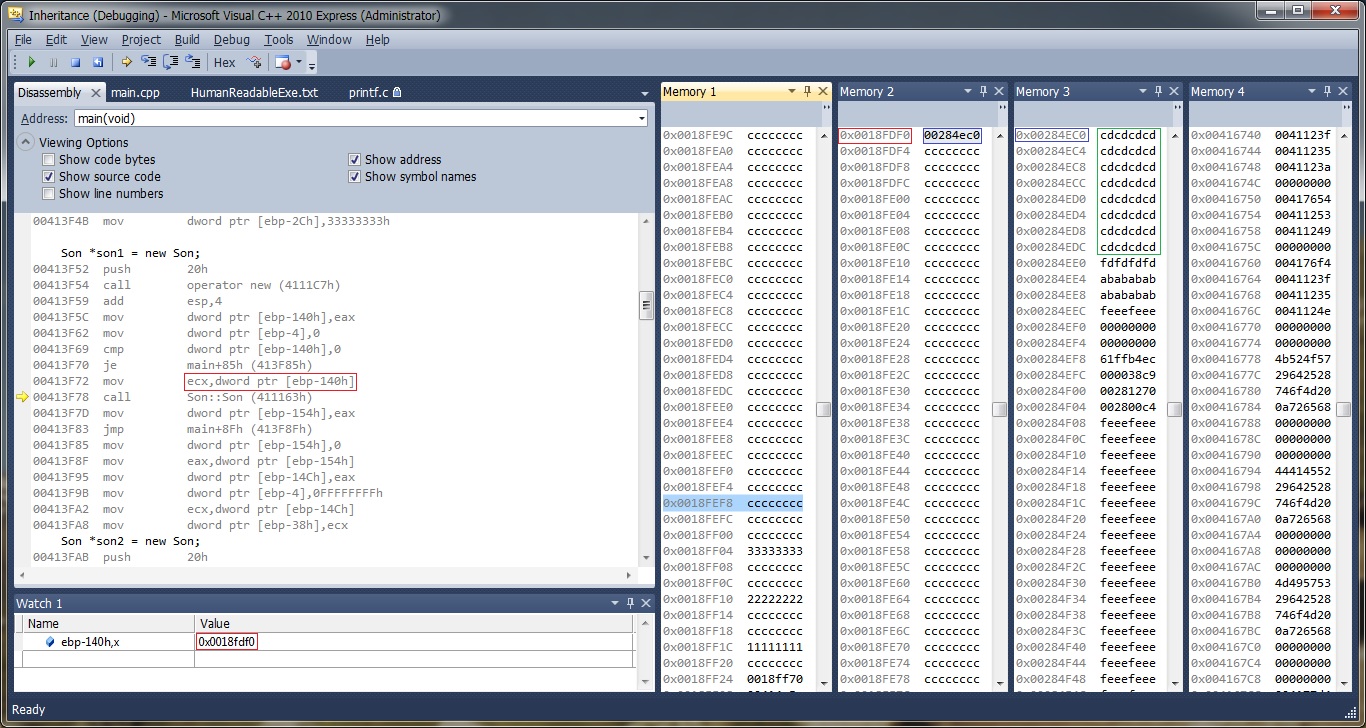 Inheritance (Debugging) - Microsoft Visual C++ 2010 Express (Administrator)
File Edit View Project Build Debug Tools Window Help
Hex
Disassembly main.cpp HumanReadableExe.txt printf.c
Address: main(void)
Viewing Options
Show code bytes Show address
Show source code Show symbol names
Show line numbers
00413F4B mov dword ptr [ebp-2Ch],33333333h
Son *son1 = new Son;
00413F52 push 20h
00413F54 call operator new (4111C7h)
00413F59 add esp,4
00413F5C mov dword ptr [ebp-140h],eax
00413F62 mov dword ptr [ebp-4],0
00413F69 cmp dword ptr [ebp-140h],0
00413F70 je main+85h (413F85h)
00413F72 mov ecx,dword ptr [ebp-140h]
00413F78 call Son::Son (411163h)
00413F7D mov dword ptr [ebp-154h],eax
00413F83 jmp main+8Fh (413F8Fh)
00413F85 mov dword ptr [ebp-154h],0
00413F8F mov eax,dword ptr [ebp-154h]
00413F95 mov dword ptr [ebp-14Ch],eax
00413F9B mov dword ptr [ebp-4],0FFFFFFFFh
00413FA2 mov ecx,dword ptr [ebp-14Ch]
00413FA8 mov dword ptr [ebp-38h],ecx
Son *son2 = new Son;
00413FAB push 20h
Watch 1
Name Value
ebp-140h,x 0x0018fdf0
Memory 1
0x0018FE9C cccccccc
0x0018FEA0 cccccccc
0x0018FEA4 cccccccc
0x0018FEA8 cccccccc
0x0018FEAC cccccccc
0x0018FEB0 cccccccc
0x0018FEB4 cccccccc
0x0018FEB8 cccccccc
0x0018FEBC cccccccc
0x0018FEC0 cccccccc
0x0018FEC4 cccccccc
0x0018FEC8 cccccccc
0x0018FECC cccccccc
0x0018FED0 cccccccc
0x0018FED4 cccccccc
0x0018FED8 cccccccc
0x0018FEDC cccccccc
0x0018FEE0 cccccccc
0x0018FEE4 cccccccc
0x0018FEE8 cccccccc
0x0018FEEC cccccccc
0x0018FEF0 cccccccc
0x0018FEF4 cccccccc
0x0018FEF8 cccccccc
0x0018FEFC cccccccc
0x0018FF00 cccccccc
0x0018FF04 33333333
0x0018FF08 cccccccc
0x0018FF0C cccccccc
0x0018FF10 22222222
0x0018FF14 cccccccc
0x0018FF18 cccccccc
0x0018FF1C 11111111
0x0018FF20 cccccccc
0x0018FF24 0018ff70
Memory 2
0x0018FDF0 00284ec0
0x0018FDF4 cccccccc
0x0018FDF8 cccccccc
0x0018FDFC cccccccc
0x0018FE00 cccccccc
0x0018FE04 cccccccc
0x0018FE08 cccccccc
0x0018FE0C cccccccc
0x0018FE10 cccccccc
0x0018FE14 cccccccc
0x0018FE18 cccccccc
0x0018FE1C cccccccc
0x0018FE20 cccccccc
0x0018FE24 cccccccc
0x0018FE28 cccccccc
0x0018FE2C cccccccc
0x0018FE30 cccccccc
0x0018FE34 cccccccc
0x0018FE38 cccccccc
0x0018FE3C cccccccc
0x0018FE40 cccccccc
0x0018FE44 cccccccc
0x0018FE48 cccccccc
0x0018FE4C cccccccc
0x0018FE50 cccccccc
0x0018FE54 cccccccc
0x0018FE58 cccccccc
0x0018FE5C cccccccc
0x0018FE60 cccccccc
0x0018FE64 cccccccc
0x0018FE68 cccccccc
0x0018FE6C cccccccc
0x0018FE70 cccccccc
0x0018FE74 cccccccc
0x0018FE78 cccccccc
Memory 3
0x00284EC0 cdcdcdcd
0x00284EC4 cdcdcdcd
0x00284EC8 cdcdcdcd
0x00284ECC cdcdcdcd
0x00284ED0 cdcdcdcd
0x00284ED4 cdcdcdcd
0x00284ED8 cdcdcdcd
0x00284EDC cdcdcdcd
0x00284EE0 fdfdfdfd
0x00284EE4 abababab
0x00284EE8 abababab
0x00284EEC feeefeee
0x00284EF0 00000000
0x00284EF4 00000000
0x00284EF8 61ffb4ec
0x00284EFC 000038c9
0x00284F00 00281270
0x00284F04 002800c4
0x00284F08 feeefeee
0x00284F0C feeefeee
0x00284F10 feeefeee
0x00284F14 feeefeee
0x00284F18 feeefeee
0x00284F1C feeefeee
0x00284F20 feeefeee
0x00284F24 feeefeee
0x00284F28 feeefeee
0x00284F2C feeefeee
0x00284F30 feeefeee
0x00284F34 feeefeee
0x00284F38 feeefeee
0x00284F3C feeefeee
0x00284F40 feeefeee
0x00284F44 feeefeee
0x00284F48 feeefeee
Memory 4
0x00416740 0041123f
0x00416744 00411235
0x00416748 0041123a
0x0041674C 00000000
0x00416750 00417654
0x00416754 00411253
0x00416758 00411249
0x0041675C 00000000
0x00416760 004176f4
0x00416764 0041123f
0x00416768 00411235
0x0041676C 0041124e
0x00416770 00000000
0x00416774 00000000
0x00416778 4b524f57
0x0041677C 29642528
0x00416780 746f4d20
0x00416784 0a726568
0x00416788 00000000
0x0041678C 00000000
0x00416790 00000000
0x00416794 44414552
0x00416798 29642528
0x0041679C 746f4d20
0x004167A0 0a726568
0x004167A4 00000000
0x004167A8 00000000
0x004167AC 00000000
0x004167B0 4d495753
0x004167B4 29642528
0x004167B8 746f4d20
0x004167BC 0a726568
0x004167C0 00000000
0x004167C4 00000000
0x004167C8 00000000
Ready